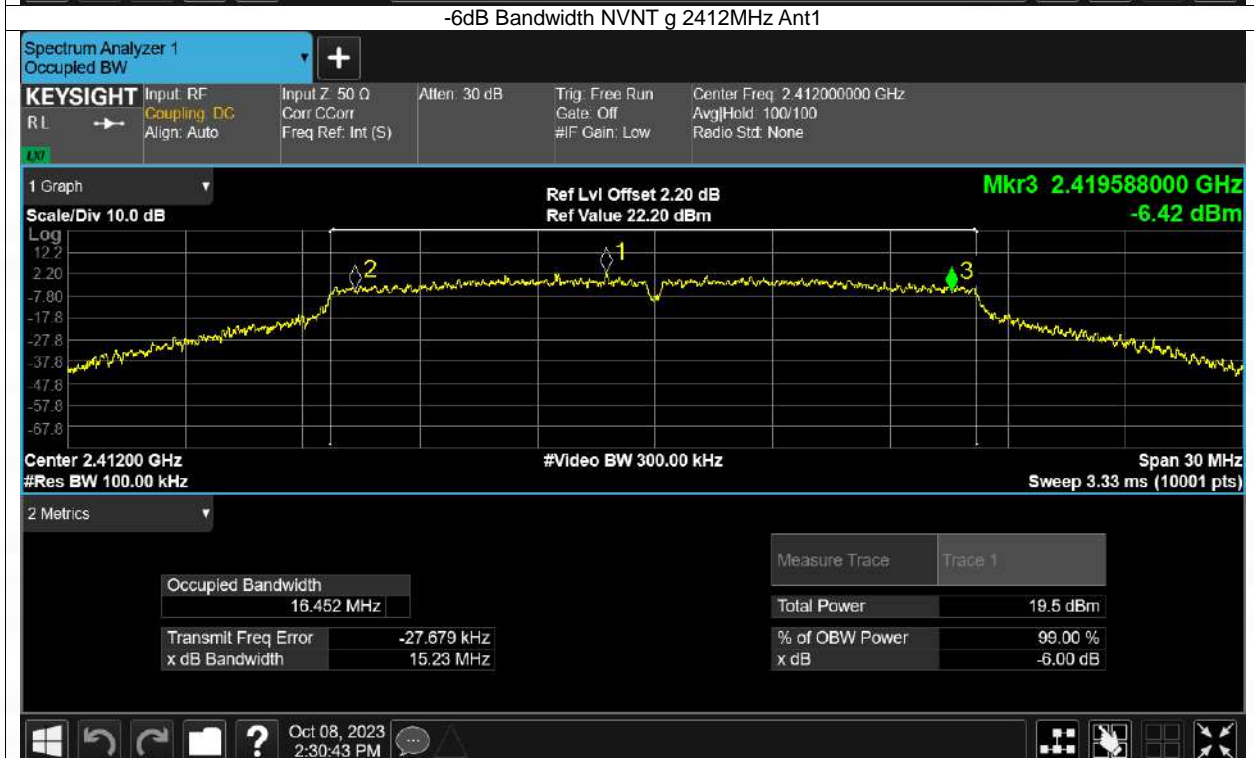 -6dB Bandwidth NVNT g 2412MHz Ant1
Spectrum Analyzer 1
Occupied BW
+
KEYSIGHT
RL
LXI
Input: RF
Coupling: DC
Align: Auto
Input Z: 50 Ω
Corr CCorr
Freq Ref: Int (S)
Atten: 30 dB
Trig: Free Run
Gate: Off
#IF Gain: Low
Center Freq: 2.412000000 GHz
Avg|Hold: 100/100
Radio Std: None
1 Graph
Scale/Div 10.0 dB
Ref Lvl Offset 2.20 dB
Ref Value 22.20 dBm
Mkr3 2.419588000 GHz
-6.42 dBm
Log
12.2
2.20
-7.80
-17.8
-27.8
-37.8
-47.8
-57.8
-67.8
2
1
3
Center 2.41200 GHz
#Res BW 100.00 kHz
#Video BW 300.00 kHz
Span 30 MHz
Sweep 3.33 ms (10001 pts)
2 Metrics
Measure Trace Trace 1
Occupied Bandwidth
16.452 MHz
Total Power 19.5 dBm
Transmit Freq Error -27.679 kHz
% of OBW Power 99.00 %
x dB Bandwidth 15.23 MHz
x dB -6.00 dB
?
Oct 08, 2023
2:30:43 PM